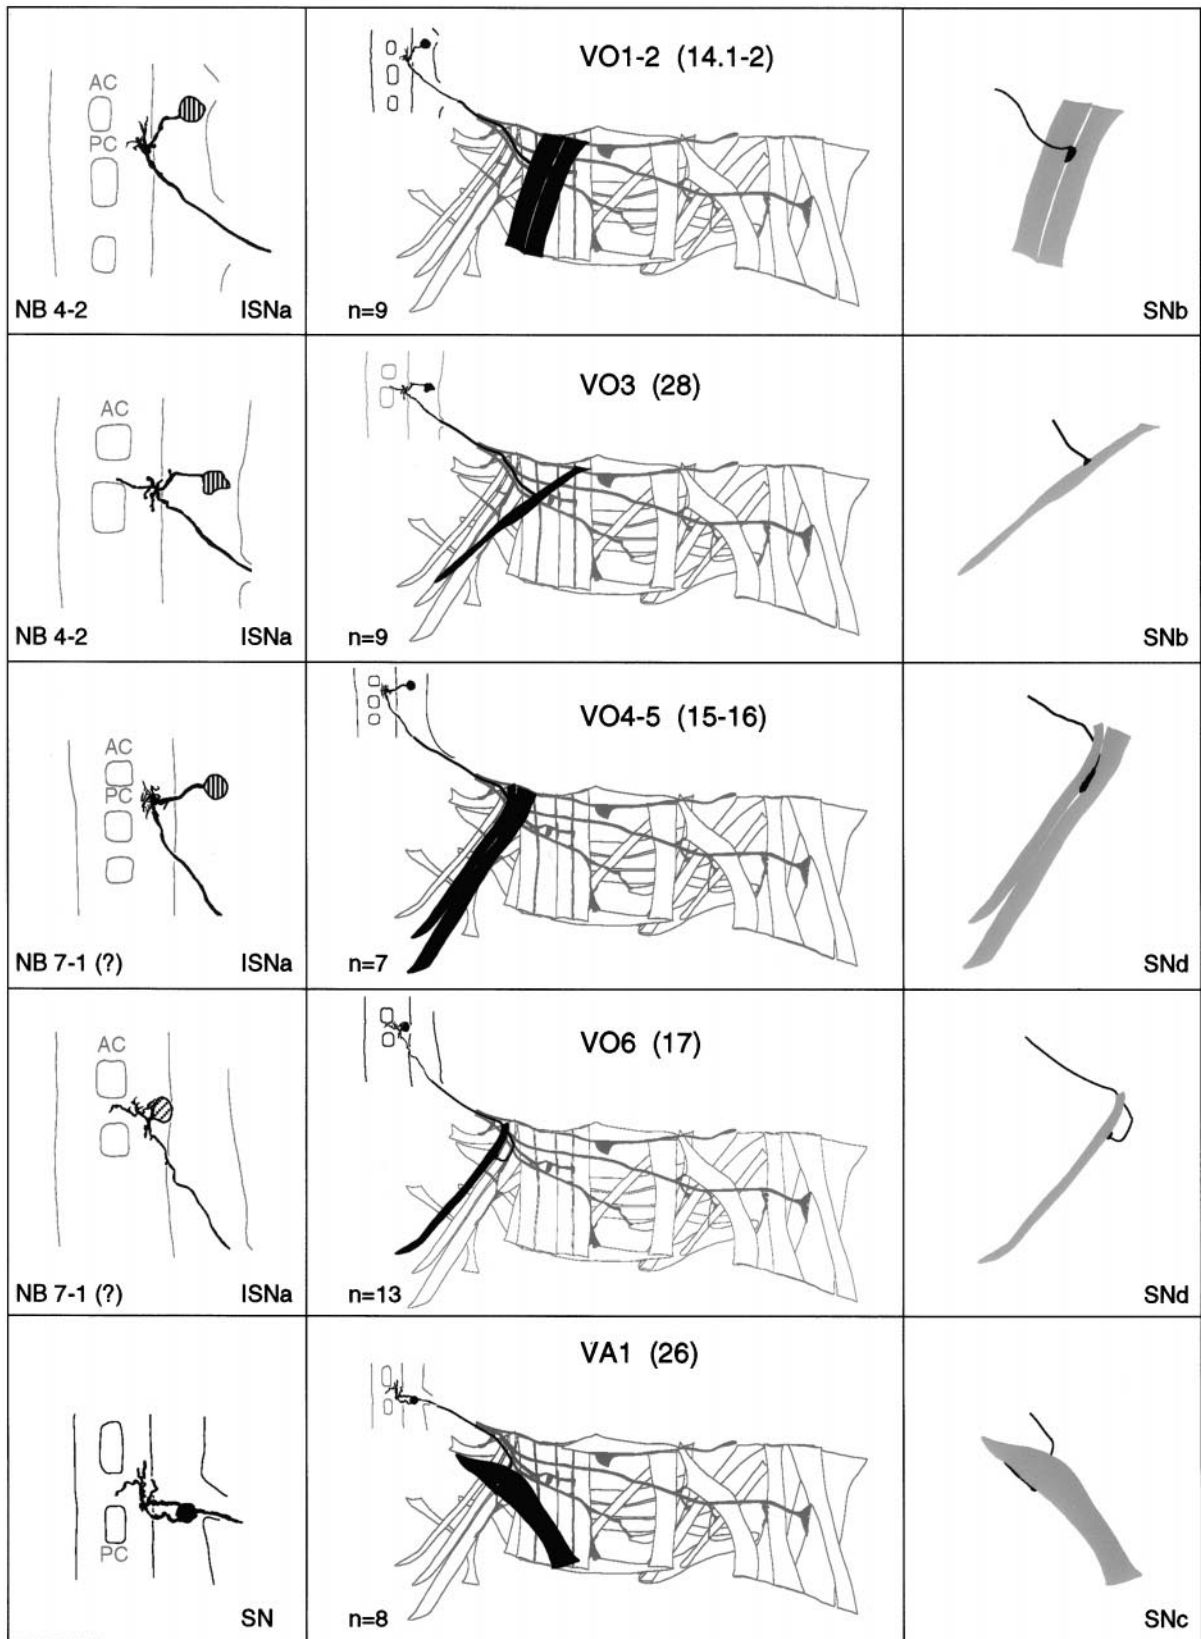 VO1-2 (14.1-2)
AC
PC
NB 4-2 ISNa
n=9
SNb
VO3 (28)
AC
NB 4-2 ISNa
n=9
SNb
VO4-5 (15-16)
AC
PC
NB 7-1 (?) ISNa
n=7
SNd
VO6 (17)
AC
NB 7-1 (?) ISNa
n=13
SNd
VA1 (26)
PC
SN
n=8
SNc